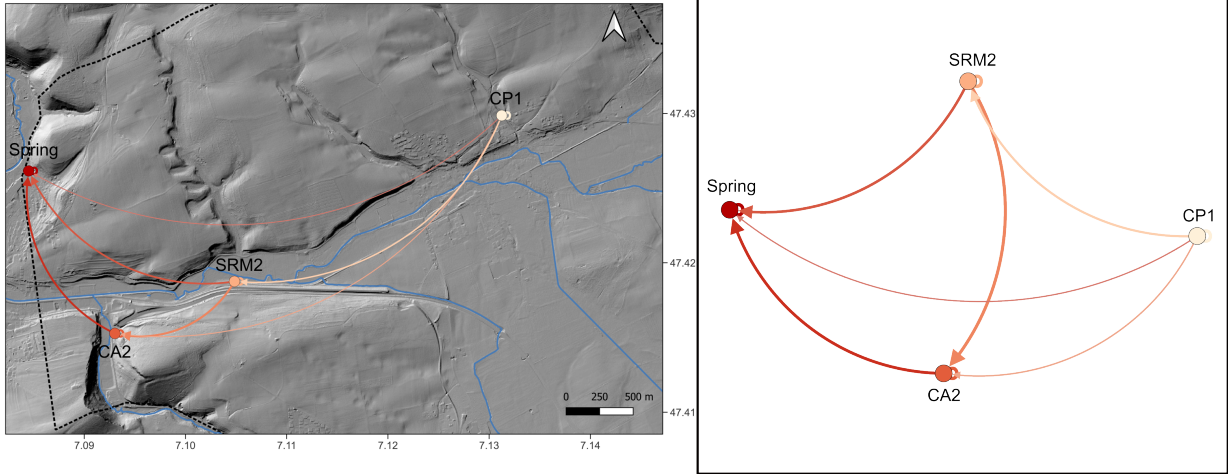 CP1
47.43
Spring
47.42
SRM2
CA2
0 250 500 m
47.41
7.09 7.10 7.11 7.12 7.13 7.14
SRM2
Spring
CP1
CA2